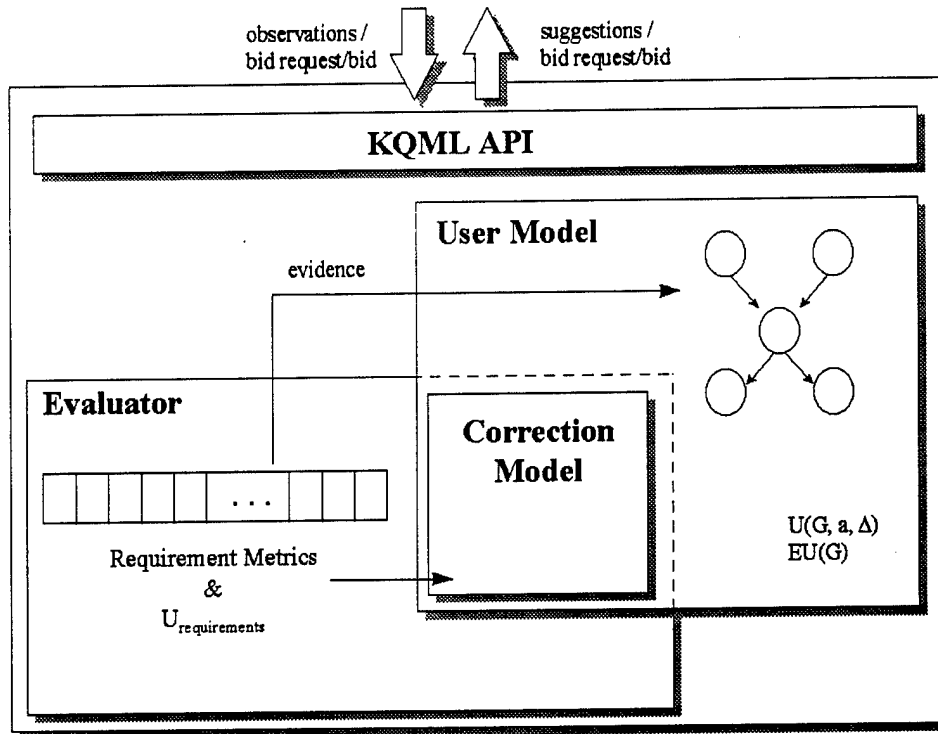 observations /
bid request/bid
suggestions /
bid request/bid
KQML API
User Model
evidence
Evaluator
Correction
Model
. . .
U(G, a, Δ)
EU(G)
Requirement Metrics
&
U requirements